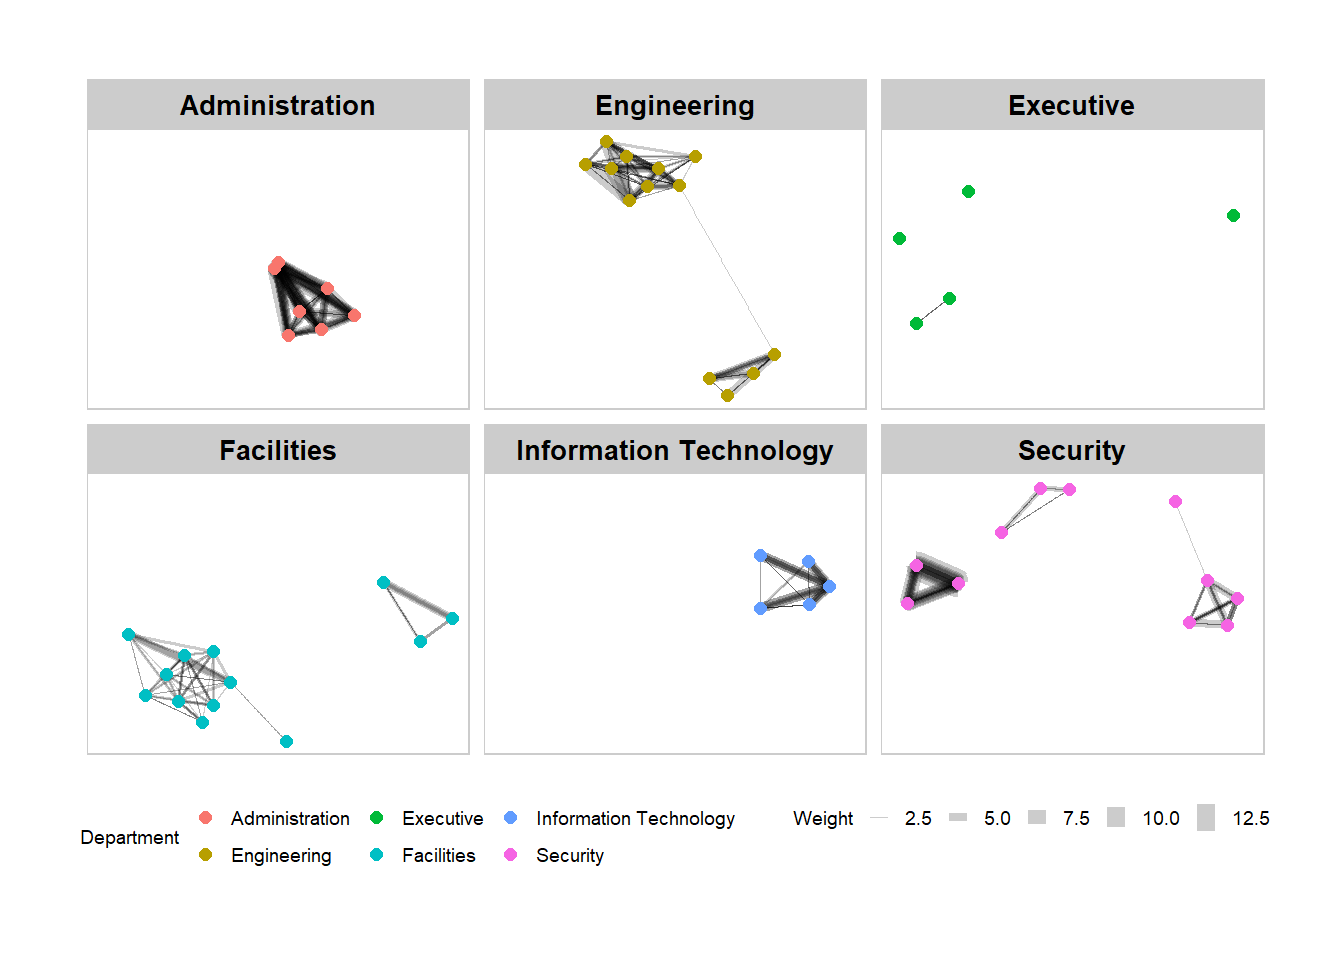 Administration Engineering Executive
Facilities Information Technology Security
Department Administration Executive Information Technology Weight 2.5 5.0 7.5 10.0 12.5
Engineering Facilities Security